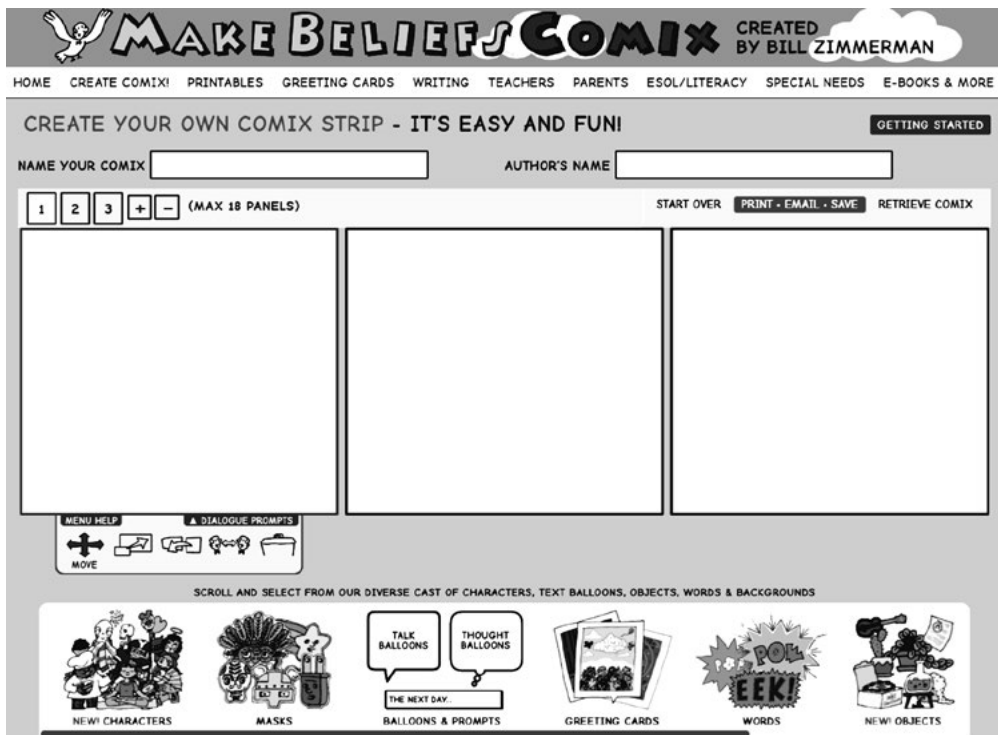 MAKE BELIEFS COMIX
CREATED
BY BILL ZIMMERMAN
HOME CREATE COMIX! PRINTABLES GREETING CARDS WRITING TEACHERS PARENTS ESOL/LITERACY SPECIAL NEEDS E-BOOKS & MORE
CREATE YOUR OWN COMIX STRIP - IT'S EASY AND FUN!
GETTING STARTED
NAME YOUR COMIX AUTHOR'S NAME
1 2 3 + − (MAX 18 PANELS) START OVER PRINT • EMAIL • SAVE RETRIEVE COMIX
MENU HELP ▲ DIALOGUE PROMPTS
MOVE
SCROLL AND SELECT FROM OUR DIVERSE CAST OF CHARACTERS, TEXT BALLOONS, OBJECTS, WORDS & BACKGROUNDS
TALK
BALLOONS
THOUGHT
BALLOONS
THE NEXT DAY..
POP
POW
EEK!
NEW! CHARACTERS MASKS BALLOONS & PROMPTS GREETING CARDS WORDS NEW! OBJECTS